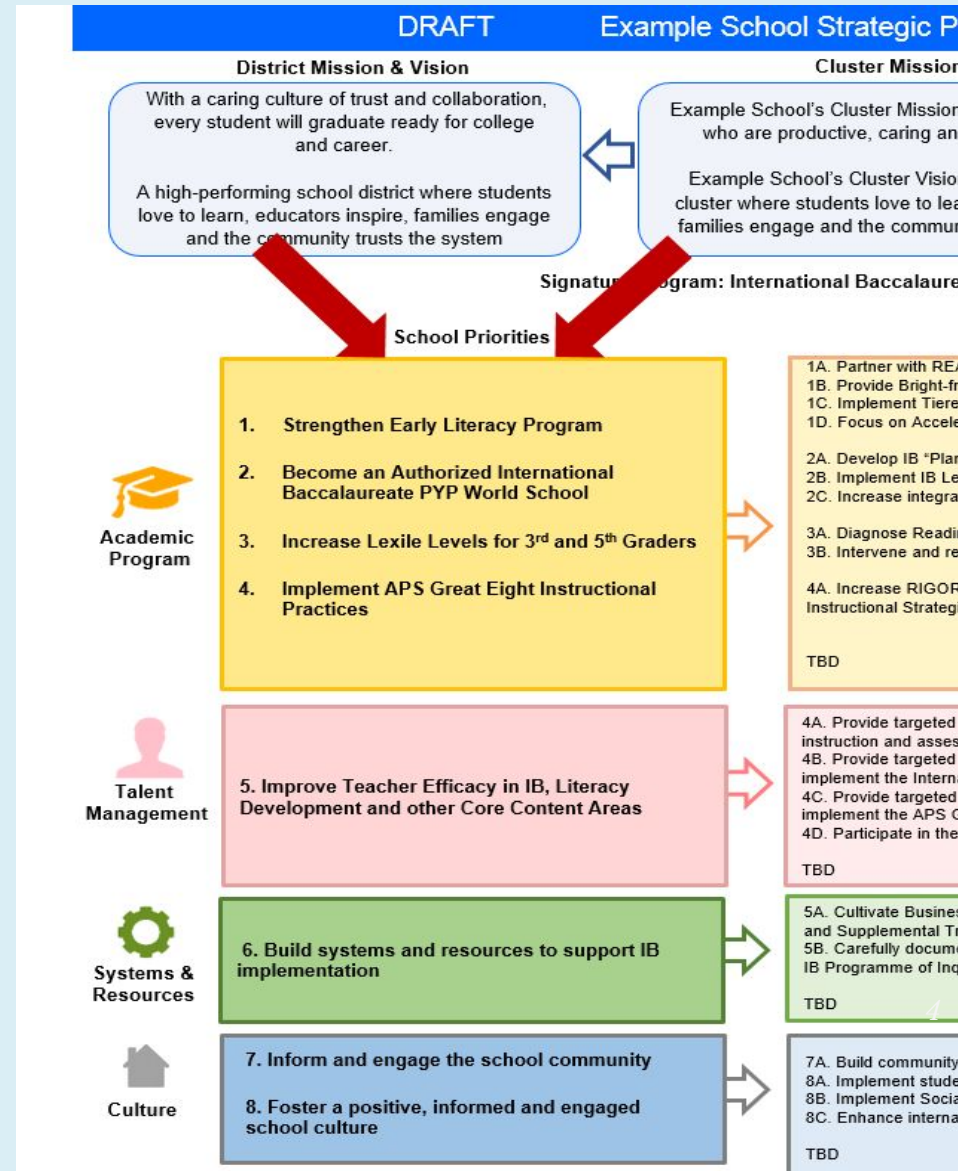 DRAFT Example School Strategic P
District Mission & Vision
With a caring culture of trust and collaboration,
every student will graduate ready for college
and career.
A high-performing school district where students
love to learn, educators inspire, families engage
and the community trusts the system
Cluster Mission
Example School's Cluster Mission
who are productive, caring an
Example School's Cluster Visio
cluster where students love to lea
families engage and the commun
Signatu ogram: International Baccalaure
School Priorities
Academic
Program
1. Strengthen Early Literacy Program
2. Become an Authorized International
Baccalaureate PYP World School
3. Increase Lexile Levels for 3rd and 5th Graders
4. Implement APS Great Eight Instructional
Practices
1A. Partner with REA
1B. Provide Bright-fr
1C. Implement Tiere
1D. Focus on Accele
2A. Develop IB “Plan
2B. Implement IB Le
2C. Increase integra
3A. Diagnose Readi
3B. Intervene and re
4A. Increase RIGOR
Instructional Strateg
TBD
Talent
Management
5. Improve Teacher Efficacy in IB, Literacy
Development and other Core Content Areas
4A. Provide targeted
instruction and asses
4B. Provide targeted
implement the Interna
4C. Provide targeted
implement the APS G
4D. Participate in the
TBD
Systems &
Resources
6. Build systems and resources to support IB
implementation
5A. Cultivate Busines
and Supplemental Tr
5B. Carefully docume
IB Programme of Inq
TBD
4
Culture
7. Inform and engage the school community
8. Foster a positive, informed and engaged
school culture
7A. Build community
8A. Implement stude
8B. Implement Socia
8C. Enhance interna
TBD